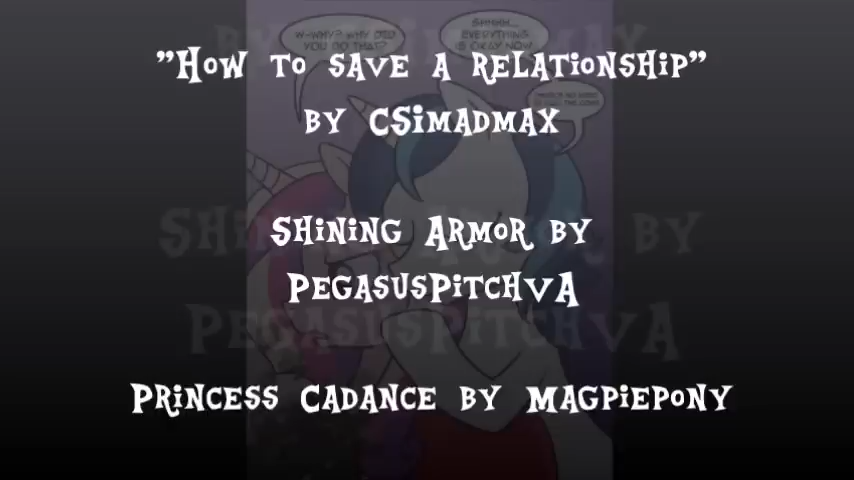 W-WHY? WHY DID
YOU DO THAT?
SHHHH...
EVERYTHING
IS OKAY NOW.
"How to save a relationship"
by CSImadmax
Shining Armor by
PegasusPitchVA
Princess Cadance by Magpiepony